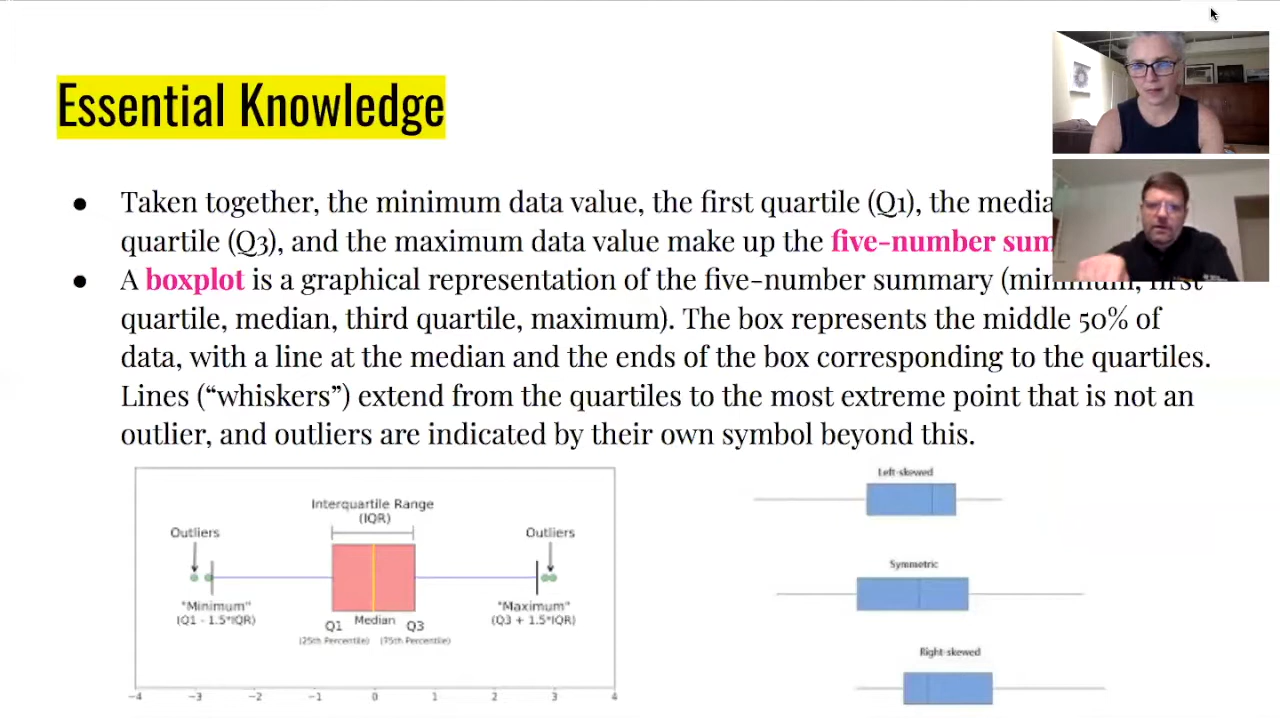 Essential Knowledge
● Taken together, the minimum data value, the first quartile (Q1), the media
quartile (Q3), and the maximum data value make up the five-number sum
● A boxplot is a graphical representation of the five-number summary (minimum, first
quartile, median, third quartile, maximum). The box represents the middle 50% of
data, with a line at the median and the ends of the box corresponding to the quartiles.
Lines (“whiskers”) extend from the quartiles to the most extreme point that is not an
outlier, and outliers are indicated by their own symbol beyond this.
Interquartile Range
(IQR)
Outliers
Outliers
"Minimum"
(Q1 - 1.5*IQR)
"Maximum"
(Q3 + 1.5*IQR)
Q1
Median
Q3
(25th Percentile)
(75th Percentile)
−4 −3 −2 −1 0 1 2 3 4
Left-skewed
Symmetric
Right-skewed